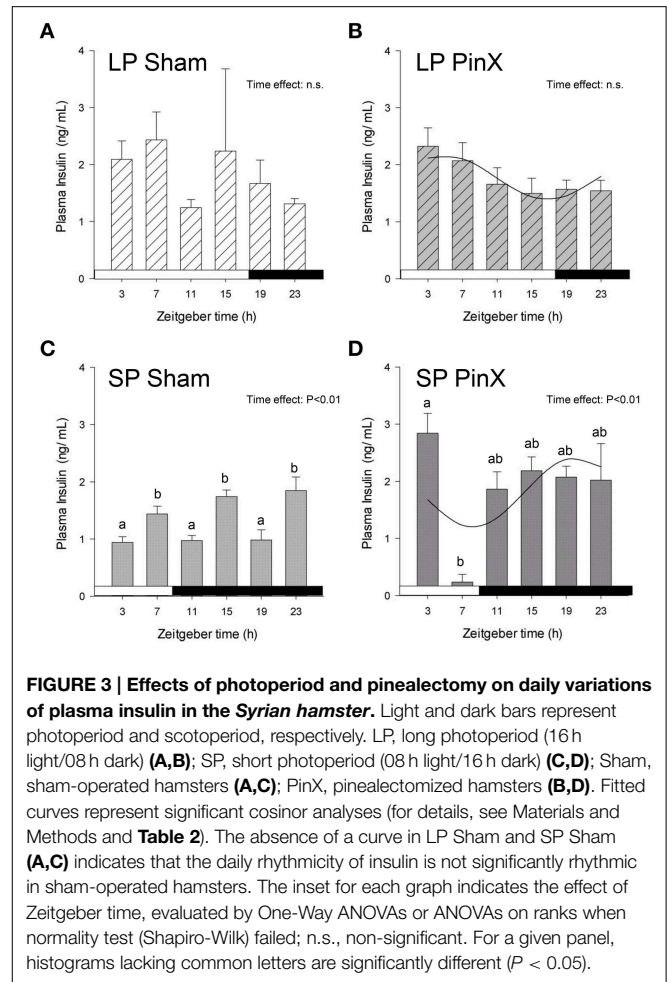 A
LP Sham
Time effect: n.s.
Plasma Insulin (ng/ mL)
4
3
2
1
0
3 7 11 15 19 23
Zeitgeber time (h)
B
LP PinX
Time effect: n.s.
Plasma Insulin (ng/ mL)
4
3
2
1
0
3 7 11 15 19 23
Zeitgeber time (h)
C
SP Sham
Time effect: P<0.01
Plasma Insulin (ng/ mL)
4
3
2
1
0
a b a b a b
3 7 11 15 19 23
Zeitgeber time (h)
D
SP PinX
Time effect: P<0.01
Plasma Insulin (ng/ mL)
4
3
2
1
0
a b ab ab ab ab
3 7 11 15 19 23
Zeitgeber time (h)
FIGURE 3 | Effects of photoperiod and pinealectomy on daily variations
of plasma insulin in the Syrian hamster. Light and dark bars represent
photoperiod and scotoperiod, respectively. LP, long photoperiod (16 h
light/08 h dark) (A,B); SP, short photoperiod (08 h light/16 h dark) (C,D); Sham,
sham-operated hamsters (A,C); PinX, pinealectomized hamsters (B,D). Fitted
curves represent significant cosinor analyses (for details, see Materials and
Methods and Table 2). The absence of a curve in LP Sham and SP Sham
(A,C) indicates that the daily rhythmicity of insulin is not significantly rhythmic
in sham-operated hamsters. The inset for each graph indicates the effect of
Zeitgeber time, evaluated by One-Way ANOVAs or ANOVAs on ranks when
normality test (Shapiro-Wilk) failed; n.s., non-significant. For a given panel,
histograms lacking common letters are significantly different (P < 0.05).